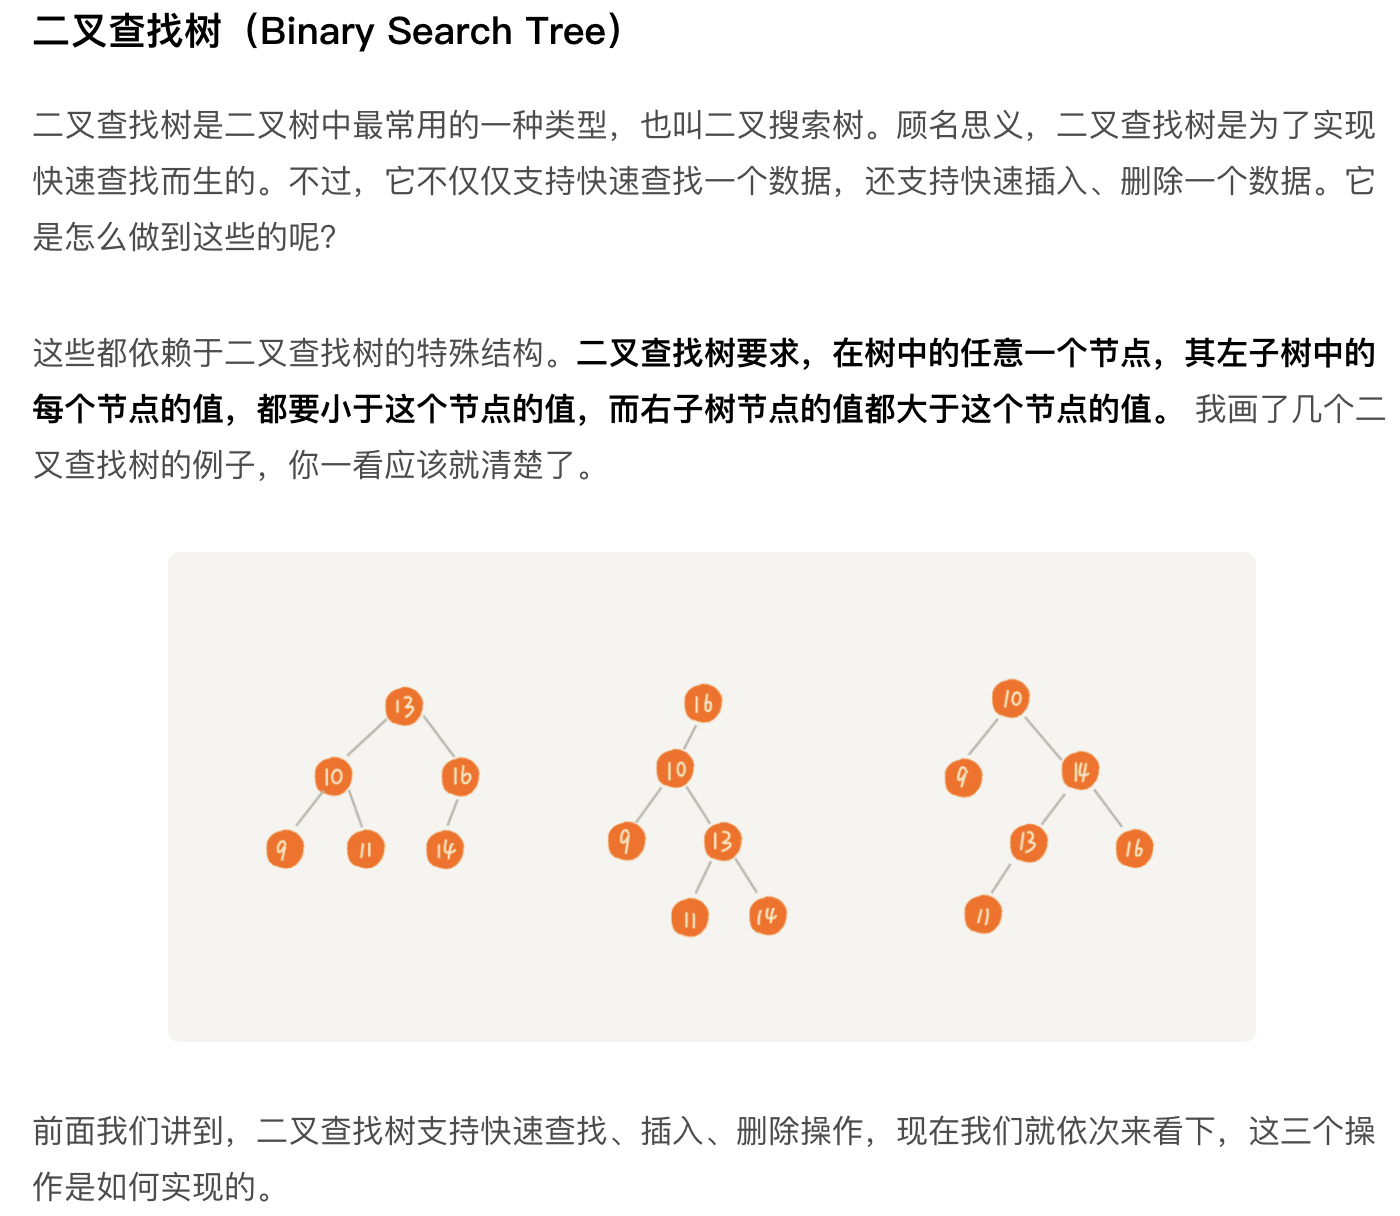 二叉查找树（Binary Search Tree）
二叉查找树是二叉树中最常用的一种类型，也叫二叉搜索树。顾名思义，二叉查找树是为了实现
快速查找而生的。不过，它不仅仅支持快速查找一个数据，还支持快速插入、删除一个数据。它
是怎么做到这些的呢？
这些都依赖于二叉查找树的特殊结构。二叉查找树要求，在树中的任意一个节点，其左子树中的
每个节点的值，都要小于这个节点的值，而右子树节点的值都大于这个节点的值。 我画了几个二
叉查找树的例子，你一看应该就清楚了。
13
10 16
9 11 14
16
10
9 13
11 14
10
9 14
13 16
11
前面我们讲到，二叉查找树支持快速查找、插入、删除操作，现在我们就依次来看下，这三个操
作是如何实现的。